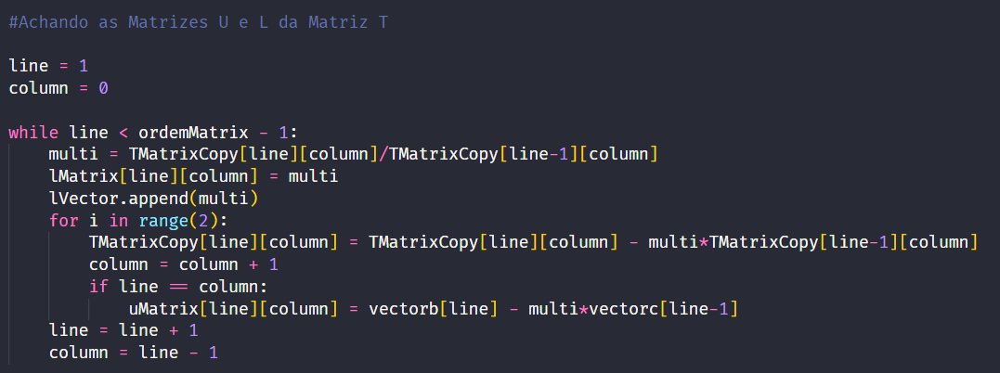 #Achando as Matrizes U e L da Matriz T
line = 1
column = 0
while line < ordemMatrix - 1:
    multi = TMatrixCopy[line][column]/TMatrixCopy[line-1][column]
    lMatrix[line][column] = multi
    lVector.append(multi)
    for i in range(2):
        TMatrixCopy[line][column] = TMatrixCopy[line][column] - multi*TMatrixCopy[line-1][column]
        column = column + 1
        if line == column:
            uMatrix[line][column] = vectorb[line] - multi*vectorc[line-1]
    line = line + 1
    column = line - 1